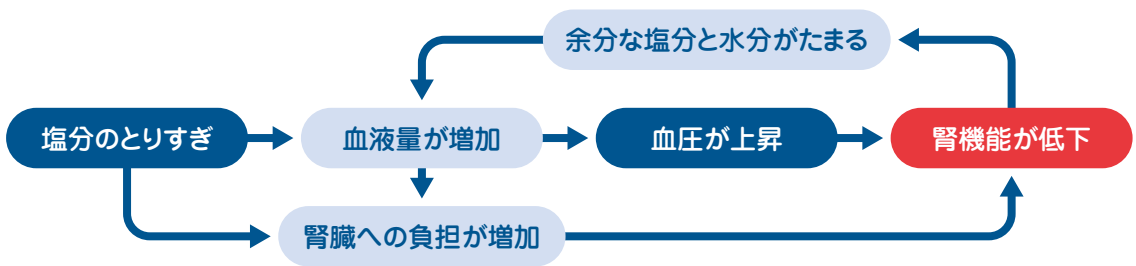 余分な塩分と水分がたまる
塩分のとりすぎ
血液量が増加
血圧が上昇
腎機能が低下
腎臓への負担が増加